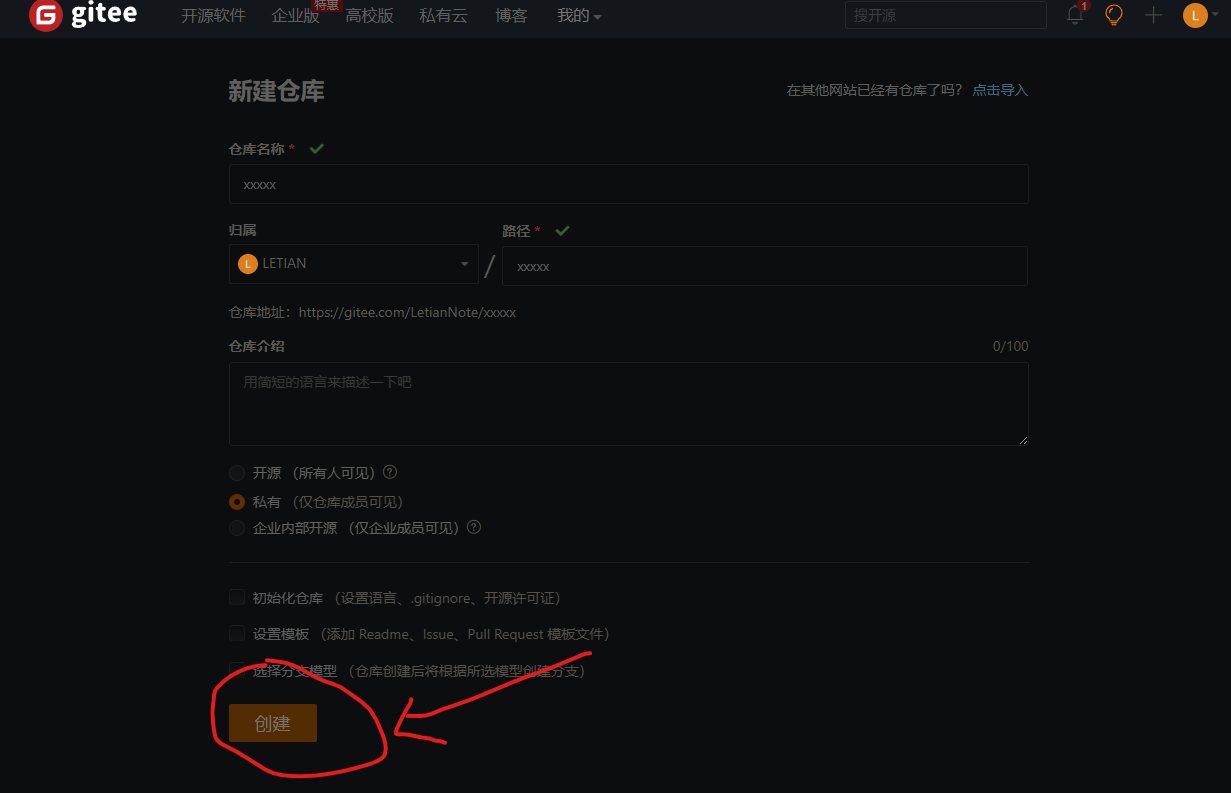 gitee 开源软件 企业版 特惠 高校版 私有云 博客 我的 搜开源 1 L
新建仓库 在其他网站已经有仓库了吗？ 点击导入
仓库名称 *
xxxxx
归属 路径 *
L LETIAN / xxxxx
仓库地址：https://gitee.com/LetianNote/xxxxx
仓库介绍 0/100
用简短的语言来描述一下吧
开源 （所有人可见） ?
私有 （仅仓库成员可见）
企业内部开源 （仅企业成员可见） ?
初始化仓库 （设置语言、.gitignore、开源许可证）
设置模板 （添加 Readme、Issue、Pull Request 模板文件）
选择分支模型 （仓库创建后将根据所选模型创建分支）
创建